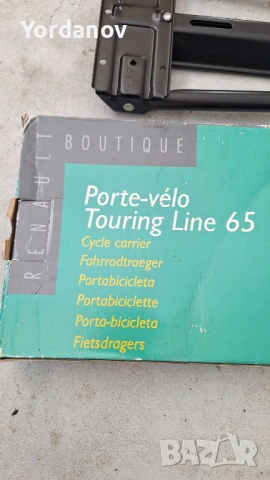 Yordanov
RENAULT
BOUTIQUE
Porte-vélo
Touring Line 65
Cycle carrier
Fahrradtraeger
Portabicicleta
Portabiciclette
Porta-bicicleta
Fietsdragers
BAZAR